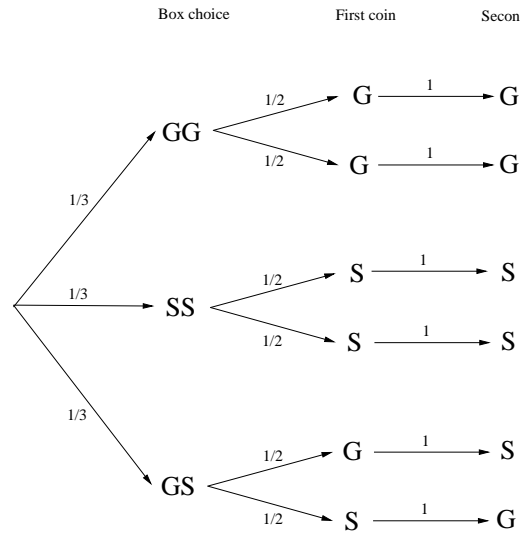 Box choice First coin Secon
1/2 G 1 G
GG
1/2 G 1 G
1/3
1/2 S 1 S
1/3 SS
1/2 S 1 S
1/3
1/2 G 1 S
GS
1/2 S 1 G